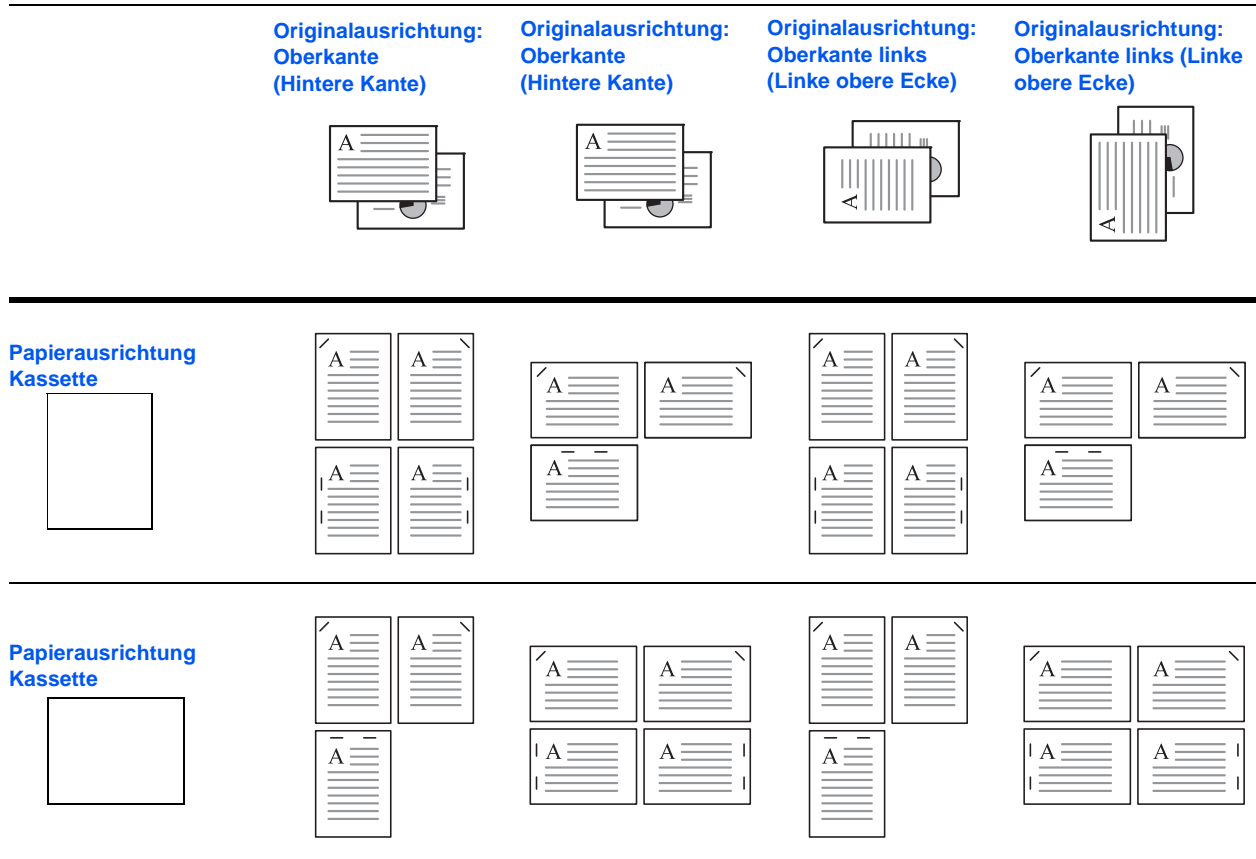 Originalausrichtung:
Oberkante
(Hintere Kante)
Originalausrichtung:
Oberkante
(Hintere Kante)
Originalausrichtung:
Oberkante links
(Linke obere Ecke)
Originalausrichtung:
Oberkante links (Linke
obere Ecke)
A
A
A
A
Papierausrichtung
Kassette
A A
A A
A A
A
A A
A A
A A
A
Papierausrichtung
Kassette
A A
A
A A
A A
A A
A
A A
A A